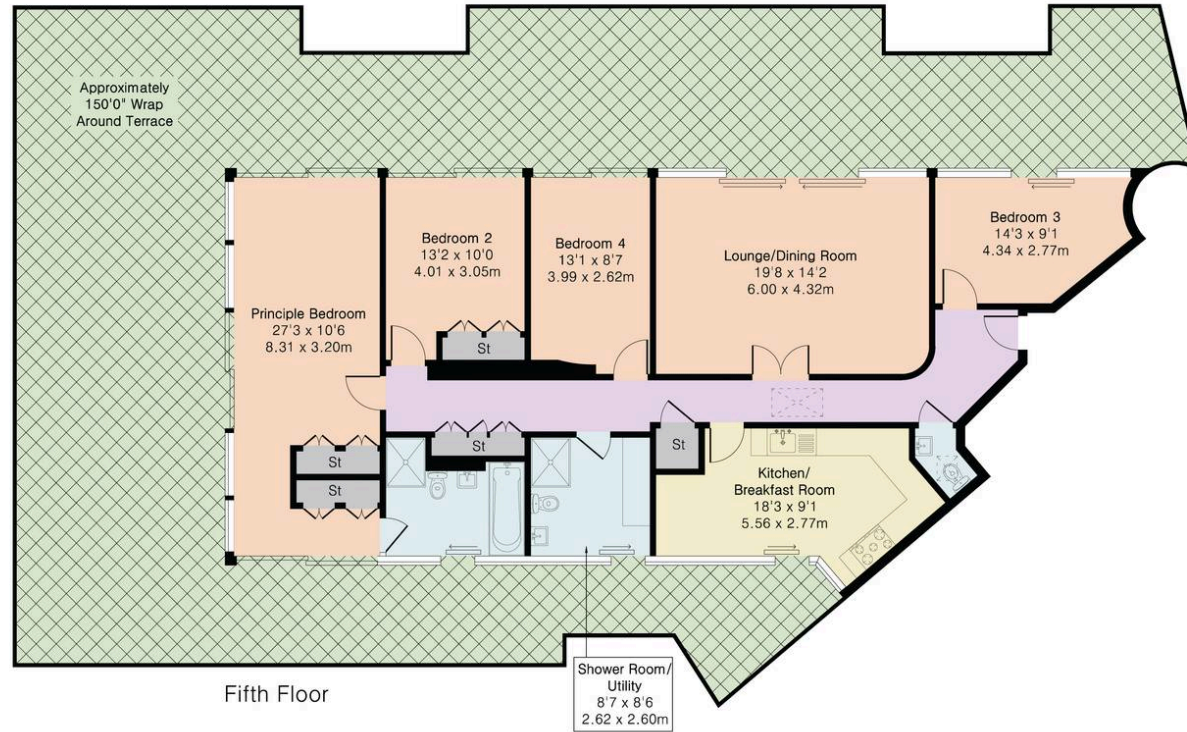 Approximately
150'0" Wrap
Around Terrace
Principle Bedroom
27'3 x 10'6
8.31 x 3.20m
Bedroom 2
13'2 x 10'0
4.01 x 3.05m
St
Bedroom 4
13'1 x 8'7
3.99 x 2.62m
Lounge/Dining Room
19'8 x 14'2
6.00 x 4.32m
Bedroom 3
14'3 x 9'1
4.34 x 2.77m
St
St
St
St
Kitchen/
Breakfast Room
18'3 x 9'1
5.56 x 2.77m
Shower Room/
Utility
8'7 x 8'6
2.62 x 2.60m
Fifth Floor